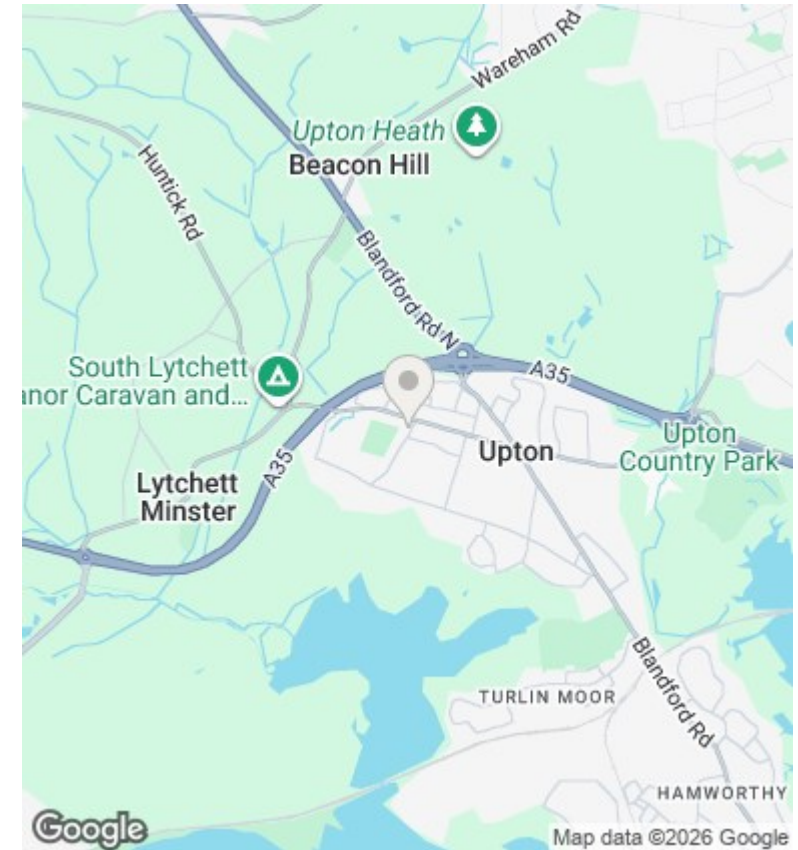 Wareham Rd
Upton Heath
Beacon Hill
Huntick Rd
Blandford Rd N
South Lytchett
anor Caravan and...
A35
Upton
Upton
Country Park
A35
Lytchett
Minster
Blandford Rd
TURLIN MOOR
HAMWORTHY
Google
Map data ©2026 Google